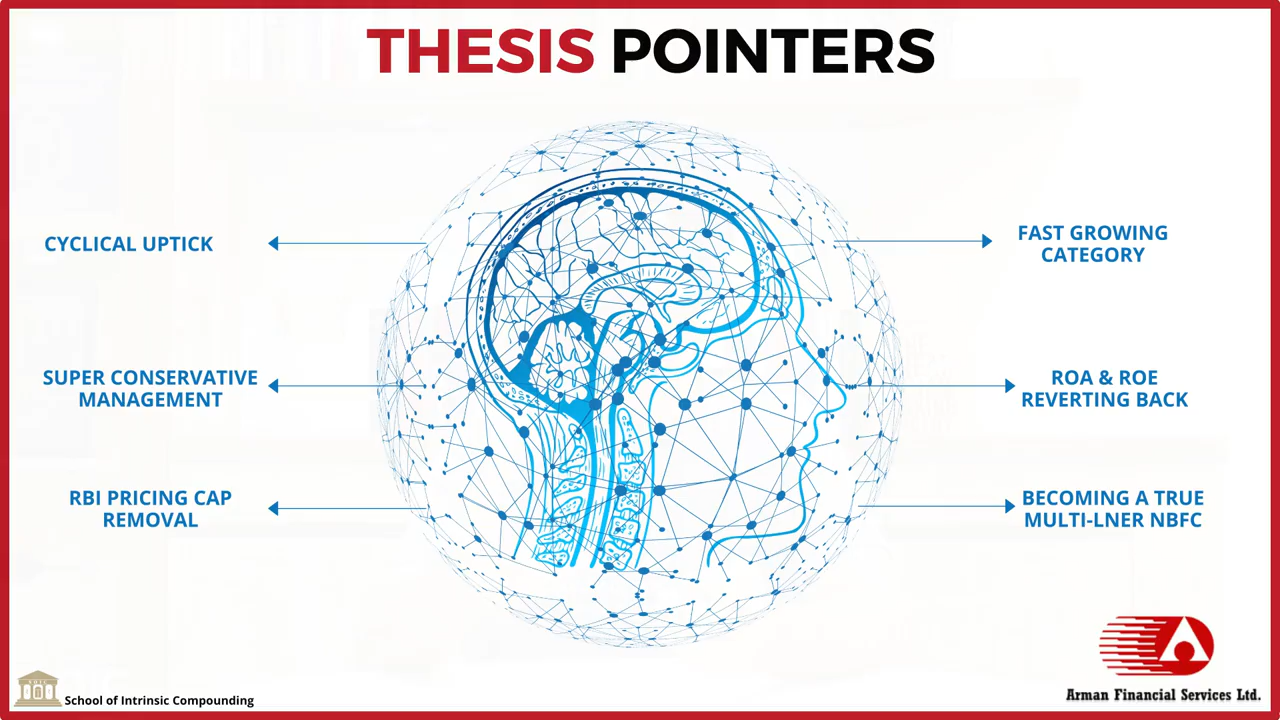 THESIS POINTERS
CYCLICAL UPTICK
SUPER CONSERVATIVE
MANAGEMENT
RBI PRICING CAP
REMOVAL
FAST GROWING
CATEGORY
ROA & ROE
REVERTING BACK
BECOMING A TRUE
MULTI-LNER NBFC
School of Intrinsic Compounding
Arman Financial Services Ltd.